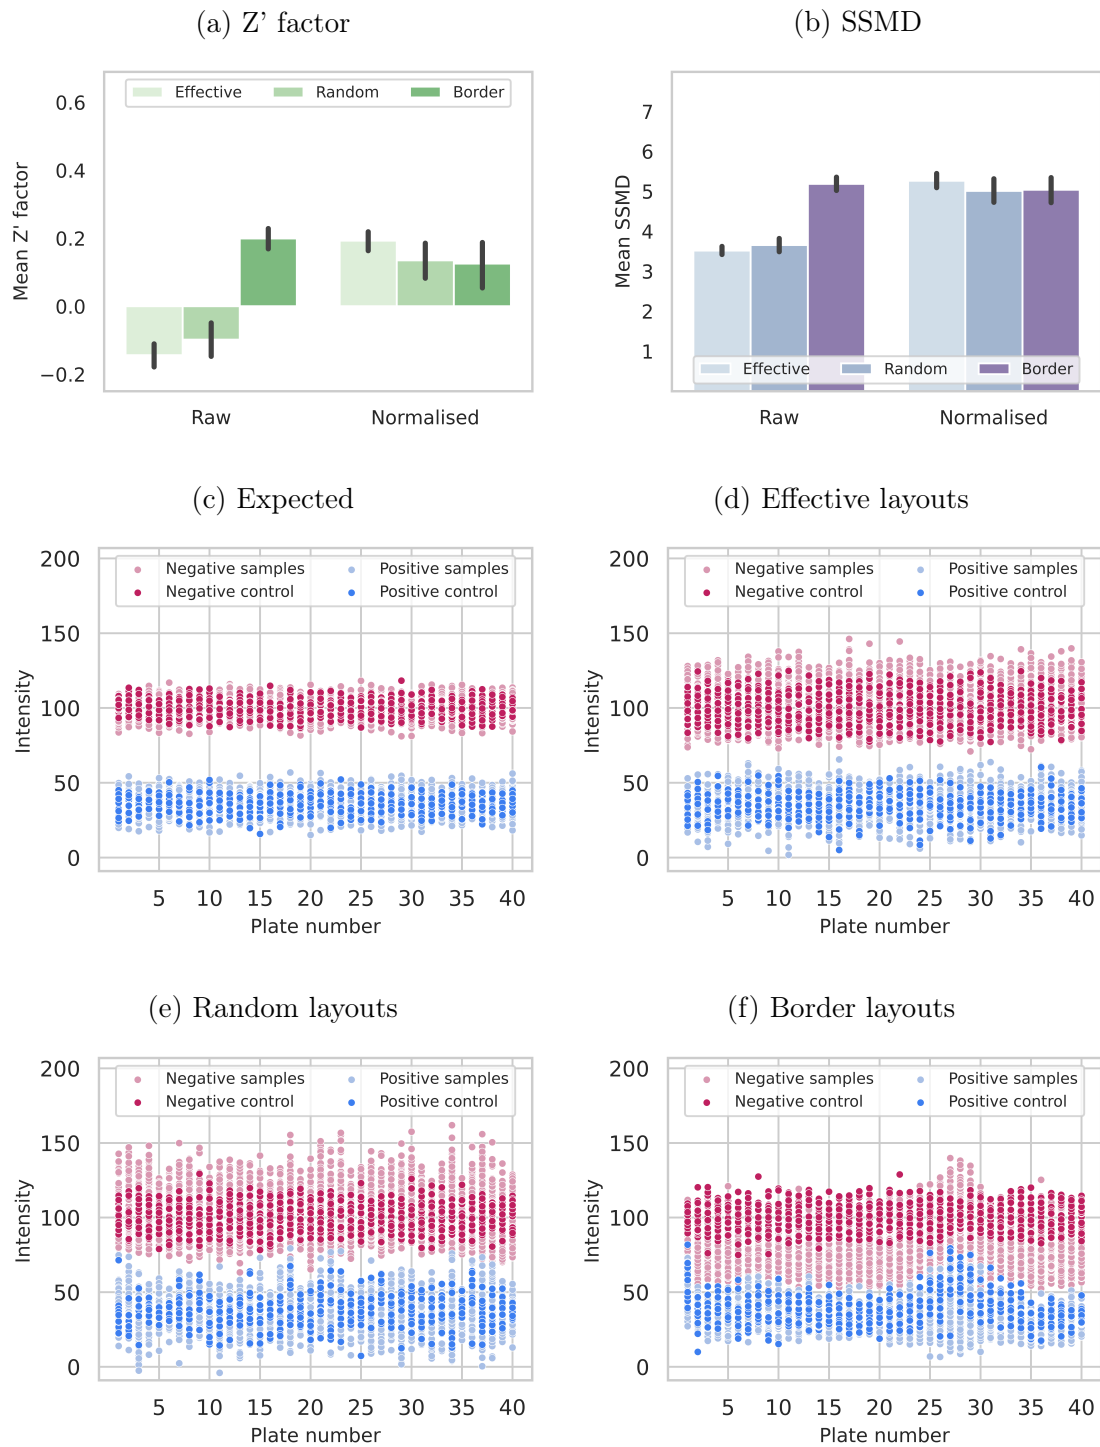 (a) Z’ factor
(b) SSMD
Effective Random Border
0.6
0.4
0.2
0.0
−0.2
Mean Z' factor
Raw Normalised
7
6
5
4
3
2
1
Mean SSMD
Effective Random Border
Raw Normalised
(c) Expected
(d) Effective layouts
Negative samples Positive samples
Negative control Positive control
200
150
100
50
0
Intensity
5 10 15 20 25 30 35 40
Plate number
Negative samples Positive samples
Negative control Positive control
200
150
100
50
0
Intensity
5 10 15 20 25 30 35 40
Plate number
(e) Random layouts
(f) Border layouts
Negative samples Positive samples
Negative control Positive control
200
150
100
50
0
Intensity
5 10 15 20 25 30 35 40
Plate number
Negative samples Positive samples
Negative control Positive control
200
150
100
50
0
Intensity
5 10 15 20 25 30 35 40
Plate number